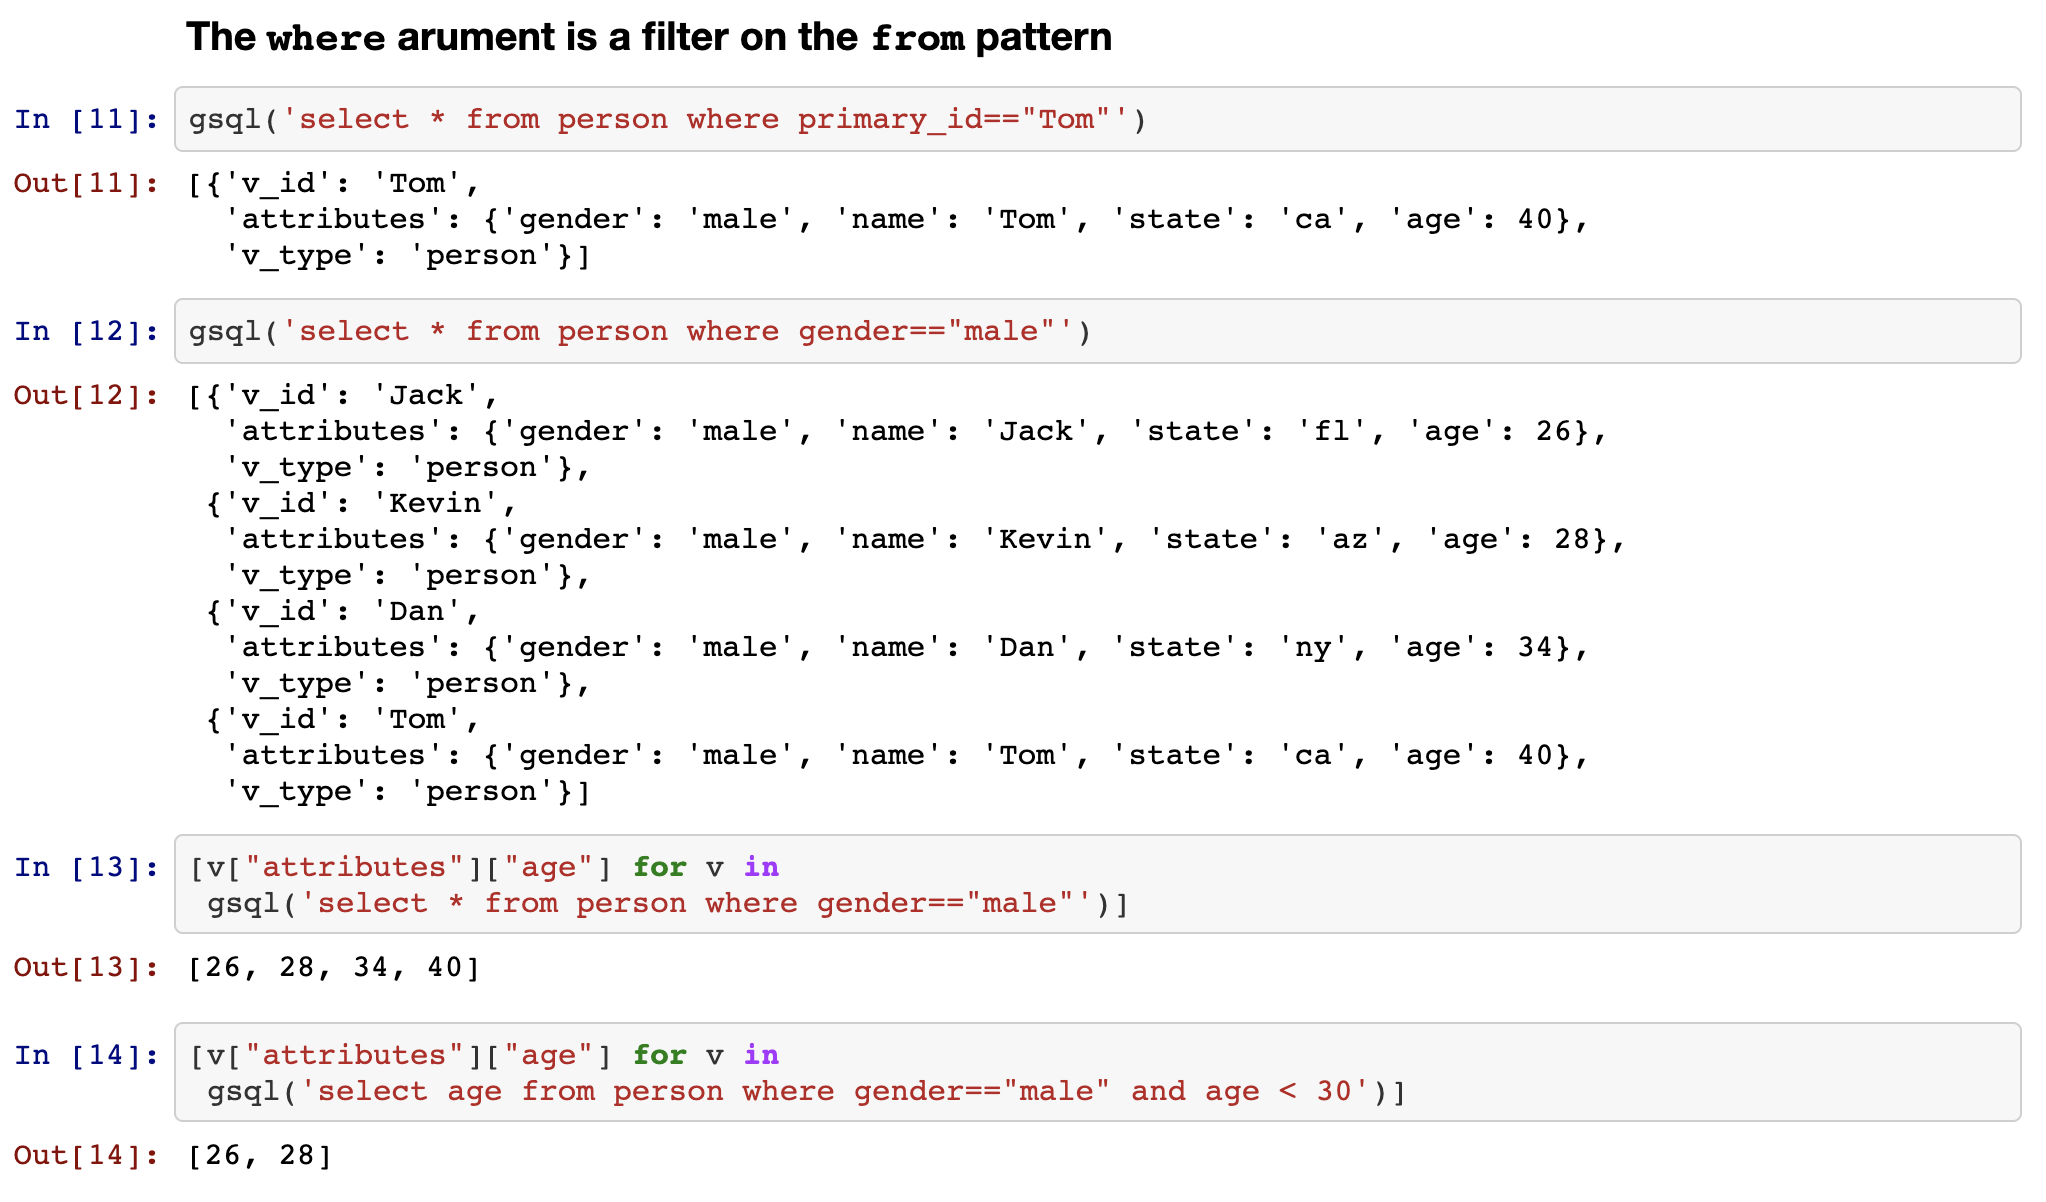 The where arument is a filter on the from pattern
In [11]: gsql('select * from person where primary_id=="Tom"')
Out[11]: [{'v_id': 'Tom',
'attributes': {'gender': 'male', 'name': 'Tom', 'state': 'ca', 'age': 40},
'v_type': 'person'}]
In [12]: gsql('select * from person where gender=="male"')
Out[12]: [{'v_id': 'Jack',
'attributes': {'gender': 'male', 'name': 'Jack', 'state': 'fl', 'age': 26},
'v_type': 'person'},
{'v_id': 'Kevin',
'attributes': {'gender': 'male', 'name': 'Kevin', 'state': 'az', 'age': 28},
'v_type': 'person'},
{'v_id': 'Dan',
'attributes': {'gender': 'male', 'name': 'Dan', 'state': 'ny', 'age': 34},
'v_type': 'person'},
{'v_id': 'Tom',
'attributes': {'gender': 'male', 'name': 'Tom', 'state': 'ca', 'age': 40},
'v_type': 'person'}]
In [13]: [v["attributes"]["age"] for v in
gsql('select * from person where gender=="male"')]
Out[13]: [26, 28, 34, 40]
In [14]: [v["attributes"]["age"] for v in
gsql('select age from person where gender=="male" and age < 30')]
Out[14]: [26, 28]